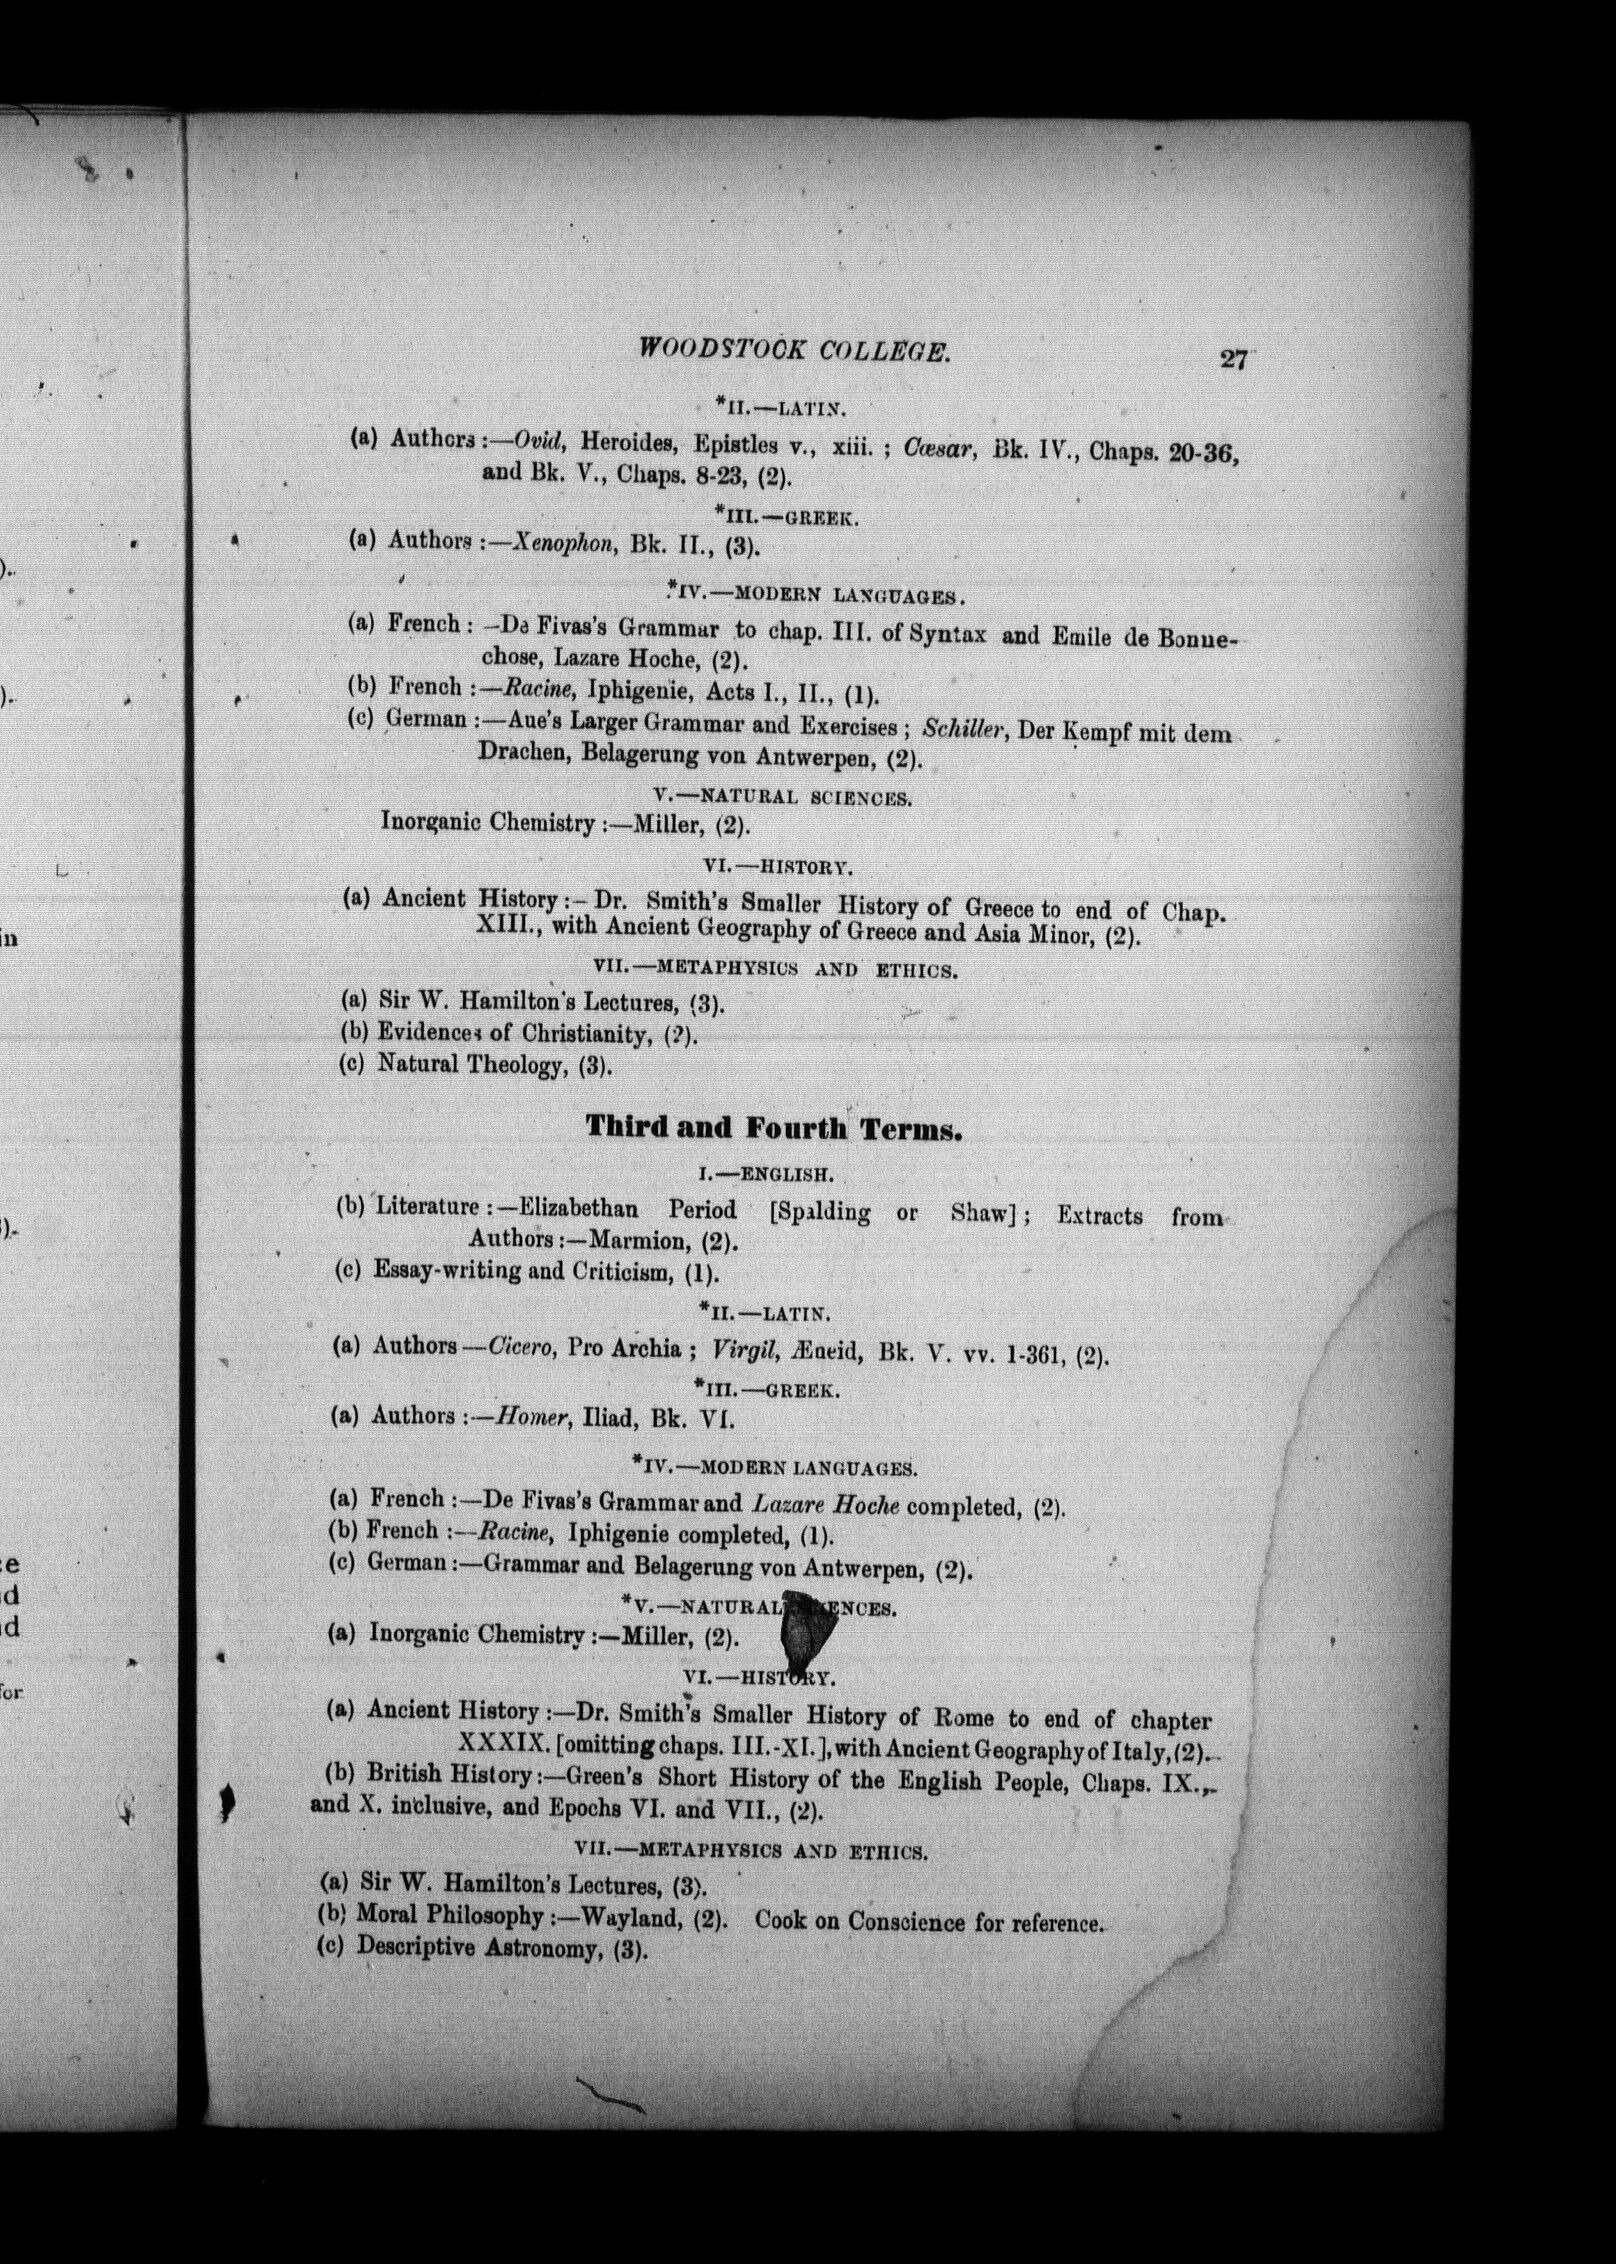 WOODSTOCK COLLEGE. 27
*II.—LATIN.
(a) Authors :—Ovid, Heroides, Epistles v., xiii. ; Cæsar, Bk. IV., Chaps. 20-36,
and Bk. V., Chaps. 8-23, (2).
*III.—GREEK.
(a) Authors :—Xenophon, Bk. II., (3).
*IV.—MODERN LANGUAGES.
(a) French : —De Fivas's Grammar to chap. III. of Syntax and Emile de Bonne-
chose, Lazare Hoche, (2).
(b) French :—Racine, Iphigenie, Acts I., II., (1).
(c) German :—Aue's Larger Grammar and Exercises ; Schiller, Der Kempf mit dem
Drachen, Belagerung von Antwerpen, (2).
V.—NATURAL SCIENCES.
Inorganic Chemistry :—Miller, (2).
VI.—HISTORY.
(a) Ancient History :– Dr. Smith's Smaller History of Greece to end of Chap.
XIII., with Ancient Geography of Greece and Asia Minor, (2).
VII.—METAPHYSICS AND ETHICS.
(a) Sir W. Hamilton's Lectures, (3).
(b) Evidences of Christianity, (2).
(c) Natural Theology, (3).
Third and Fourth Terms.
I.—ENGLISH.
(b) Literature :—Elizabethan Period [Spalding or Shaw] ; Extracts from
Authors :—Marmion, (2).
(c) Essay-writing and Criticism, (1).
*II.—LATIN.
(a) Authors —Cicero, Pro Archia ; Virgil, Æneid, Bk. V. vv. 1-361, (2).
*III.—GREEK.
(a) Authors :—Homer, Iliad, Bk. VI.
*IV.—MODERN LANGUAGES.
(a) French :—De Fivas's Grammar and Lazare Hoche completed, (2).
(b) French :—Racine, Iphigenie completed, (1).
(c) German :—Grammar and Belagerung von Antwerpen, (2).
*V.—NATURAL SCIENCES.
(a) Inorganic Chemistry :—Miller, (2).
VI.—HISTORY.
(a) Ancient History :—Dr. Smith's Smaller History of Rome to end of chapter
XXXIX. [omitting chaps. III.-XI.], with Ancient Geography of Italy, (2).
(b) British History :—Green's Short History of the English People, Chaps. IX.,
and X. inclusive, and Epochs VI. and VII., (2).
VII.—METAPHYSICS AND ETHICS.
(a) Sir W. Hamilton's Lectures, (3).
(b) Moral Philosophy :—Wayland, (2). Cook on Conscience for reference.
(c) Descriptive Astronomy, (3).